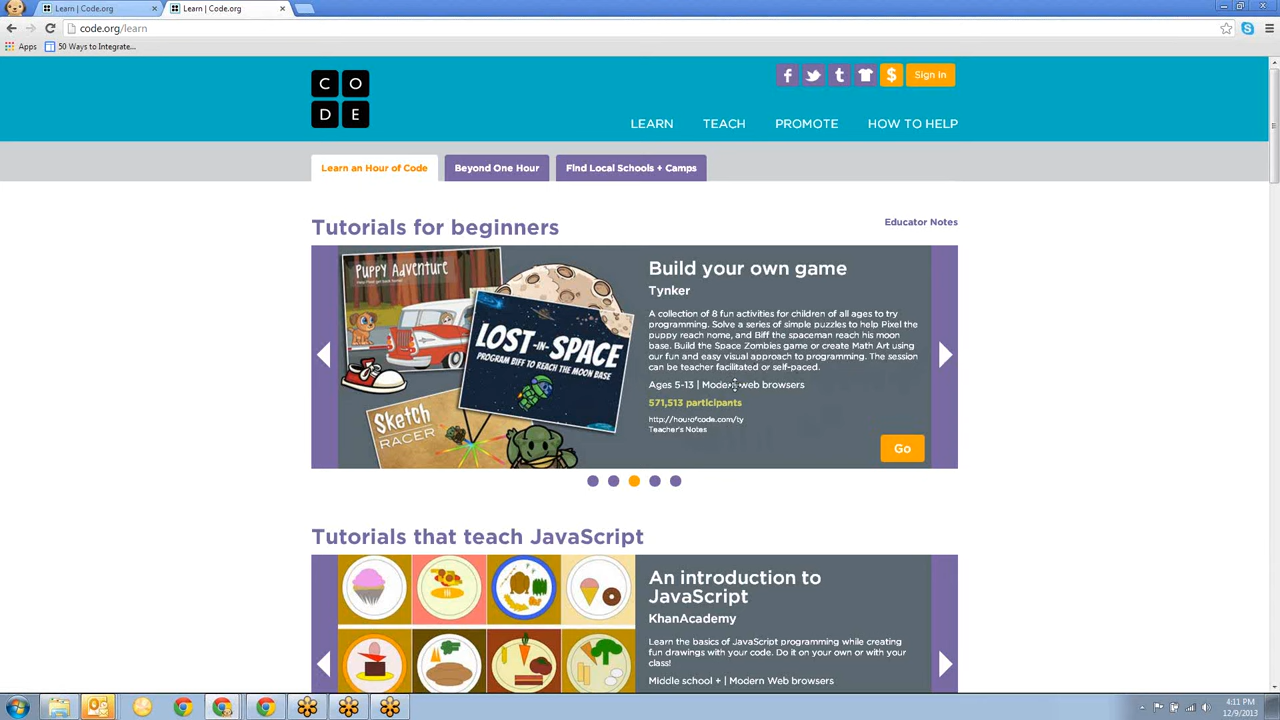 Learn | Code.org
Learn | Code.org
code.org/learn
Apps
50 Ways to Integrate...
C O
D E
Sign in
LEARN
TEACH
PROMOTE
HOW TO HELP
Learn an Hour of Code
Beyond One Hour
Find Local Schools + Camps
Tutorials for beginners
Educator Notes
Puppy Adventure
LOST-IN-SPACE
PROGRAM BIFF TO REACH THE MOON BASE
Sketch
RACER
Build your own game
Tynker
A collection of 8 fun activities for children of all ages to try
programming. Solve a series of simple puzzles to help Pixel the
puppy reach home, and Biff the spaceman reach his moon
base. Build the Space Zombies game or create Math Art using
our fun and easy visual approach to programming. The session
can be teacher facilitated or self-paced.
Ages 5-13 | Modern web browsers
571,513 participants
http://hourofcode.com/ty
Teacher's Notes
Go
Tutorials that teach JavaScript
An introduction to
JavaScript
KhanAcademy
Learn the basics of JavaScript programming while creating
fun drawings with your code. Do it on your own or with your
class!
Middle school + | Modern Web browsers
4:11 PM
12/9/2013